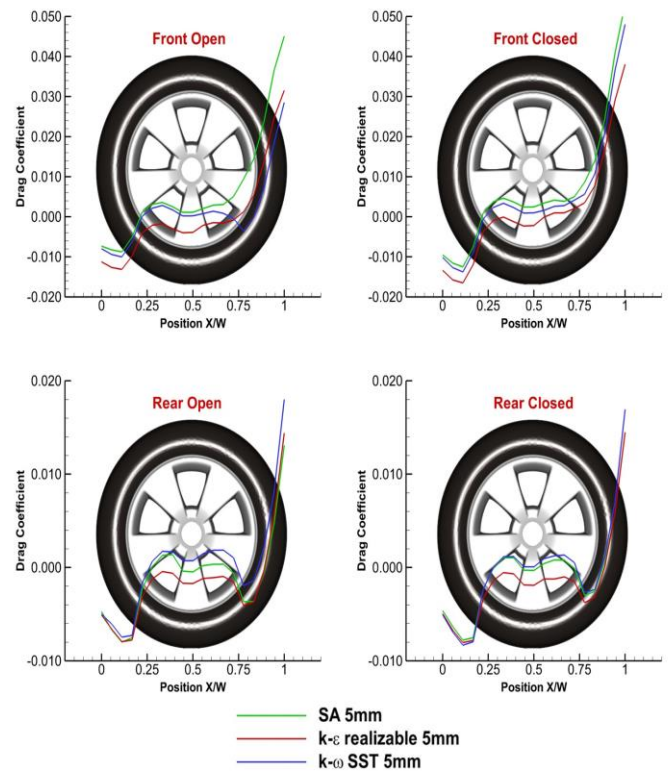 Front Open
Drag Coefficient
0.050
0.040
0.030
0.020
0.010
0.000
-0.010
-0.020
0
0.25
0.5
0.75
1
Position X/W
Front Closed
Drag Coefficient
0.050
0.040
0.030
0.020
0.010
0.000
-0.010
-0.020
0
0.25
0.5
0.75
1
Position X/W
Rear Open
Drag Coefficient
0.020
0.010
0.000
-0.010
0
0.25
0.5
0.75
1
Position X/W
Rear Closed
Drag Coefficient
0.020
0.010
0.000
-0.010
0
0.25
0.5
0.75
1
Position X/W
SA 5mm
k-ε realizable 5mm
k-ω SST 5mm